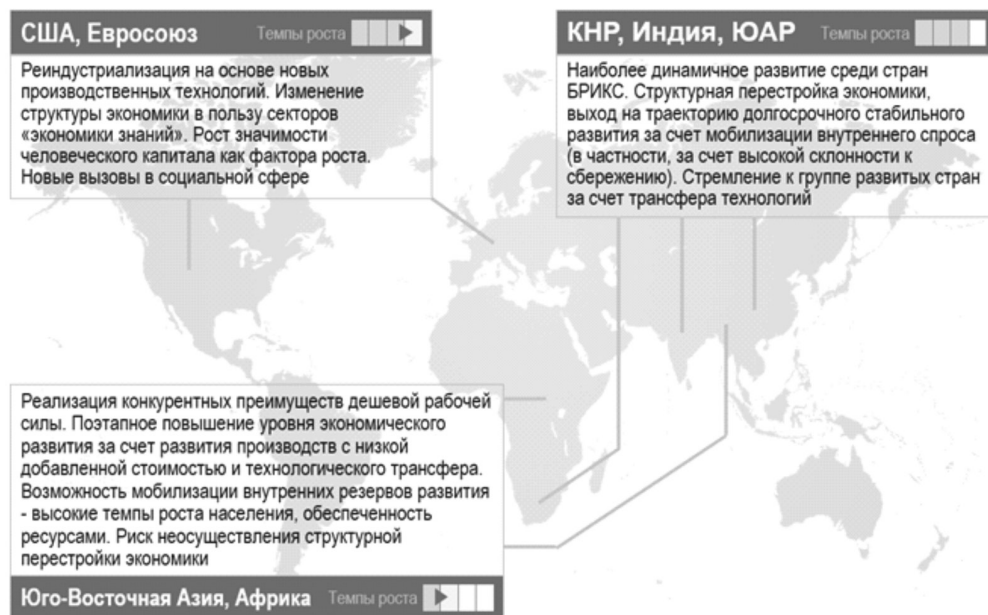 США, Евросоюз Темпы роста
Реиндустриализация на основе новых
производственных технологий. Изменение
структуры экономики в пользу секторов
«экономики знаний». Рост значимости
человеческого капитала как фактора роста.
Новые вызовы в социальной сфере
КНР, Индия, ЮАР Темпы роста
Наиболее динамичное развитие среди стран
БРИКС. Структурная перестройка экономики,
выход на траекторию долгосрочного стабильного
развития за счет мобилизации внутреннего спроса
(в частности, за счет высокой склонности к
сбережению). Стремление к группе развитых стран
за счет трансфера технологий
Реализация конкурентных преимуществ дешевой рабочей
силы. Поэтапное повышение уровня экономического
развития за счет развития производств с низкой
добавленной стоимостью и технологического трансфера.
Возможность мобилизации внутренних резервов развития
- высокие темпы роста населения, обеспеченность
ресурсами. Риск неосуществления структурной
перестройки экономики
Юго-Восточная Азия, Африка Темпы роста